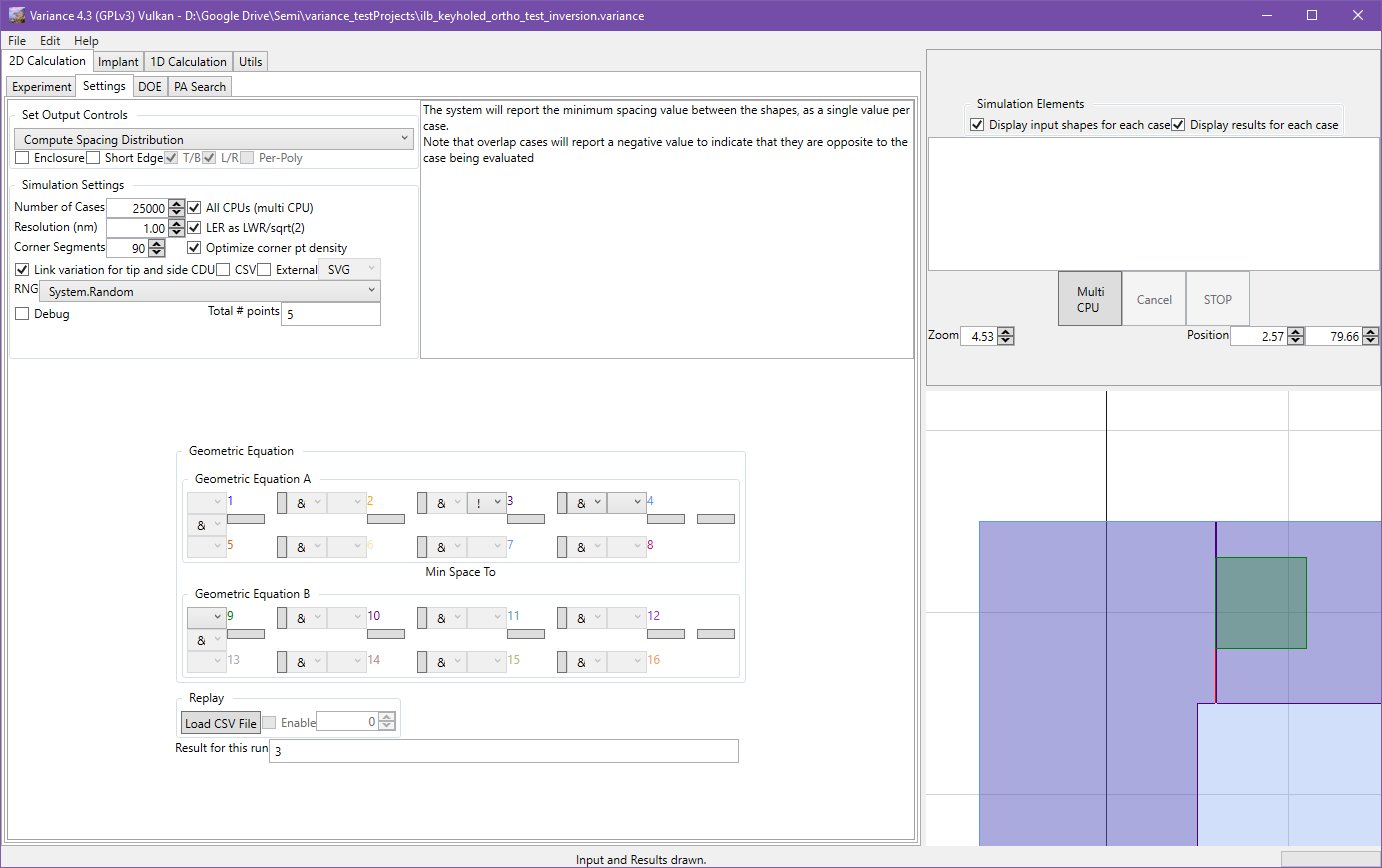 Variance 4.3 (GPLv3) Vulkan - D:\Google Drive\Semi\variance_testProjects\ilb_keyholed_ortho_test_inversion.variance
File Edit Help
2D Calculation Implant 1D Calculation Utils
Experiment Settings DOE PA Search
Set Output Controls
Compute Spacing Distribution
Enclosure Short Edge T/B L/R Per-Poly
The system will report the minimum spacing value between the shapes, as a single value per
case.
Note that overlap cases will report a negative value to indicate that they are opposite to the
case being evaluated
Simulation Settings
Number of Cases 25000 All CPUs (multi CPU)
Resolution (nm) 1.00 LER as LWR/sqrt(2)
Corner Segments 90 Optimize corner pt density
Link variation for tip and side CDU CSV External SVG
RNG System.Random
Debug Total # points 5
Geometric Equation
Geometric Equation A
1 & 2 & ! 3 & 4
&
5 & 6 & 7 & 8
Min Space To
Geometric Equation B
9 & 10 & 11 & 12
&
13 & 14 & 15 & 16
Replay
Load CSV File Enable 0
Result for this run 3
Simulation Elements
Display input shapes for each case Display results for each case
Multi
CPU
Cancel STOP
Zoom 4.53 Position 2.57 79.66
Input and Results drawn.